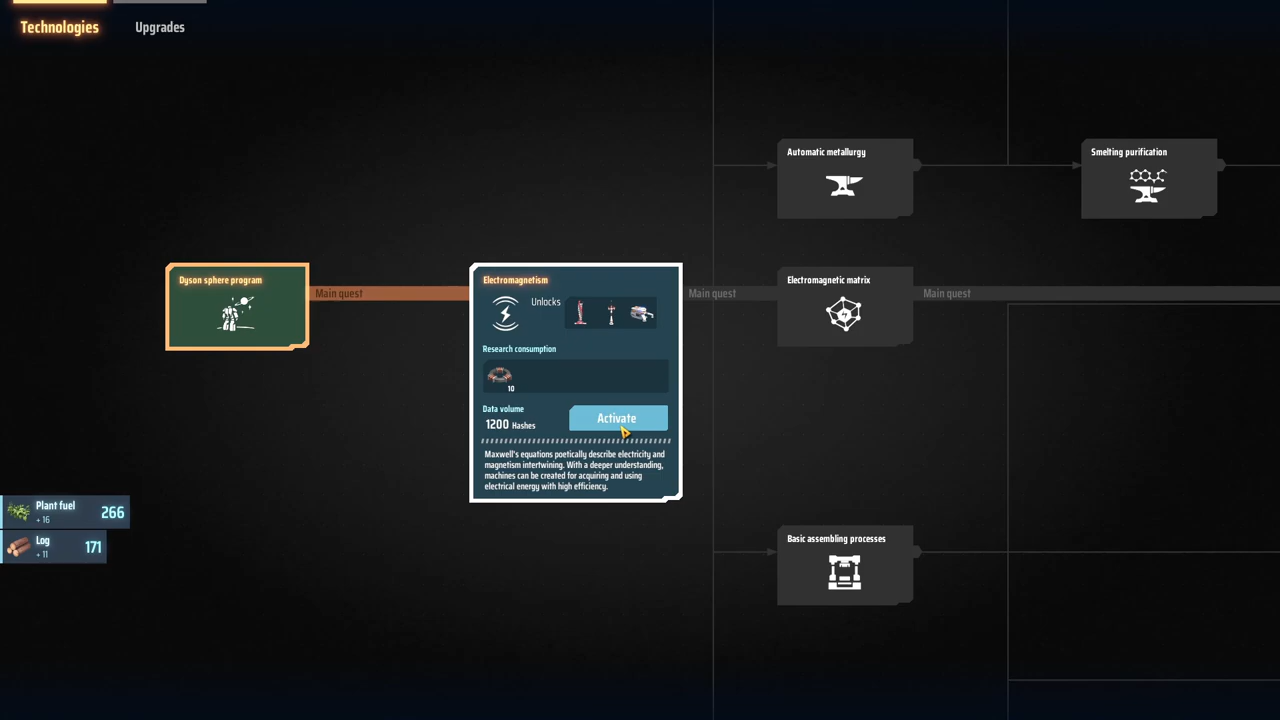 Technologies
Upgrades
Automatic metallurgy
Smelting purification
Dyson sphere program
Main quest
Electromagnetism
Unlocks
Main quest
Electromagnetic matrix
Main quest
Research consumption
10
Data volume
1200 Hashes
Activate
Maxwell's equations poetically describe electricity and
magnetism intertwining. With a deeper understanding,
machines can be created for acquiring and using
electrical energy with high efficiency.
Plant fuel
+ 16
266
Log
+ 11
171
Basic assembling processes